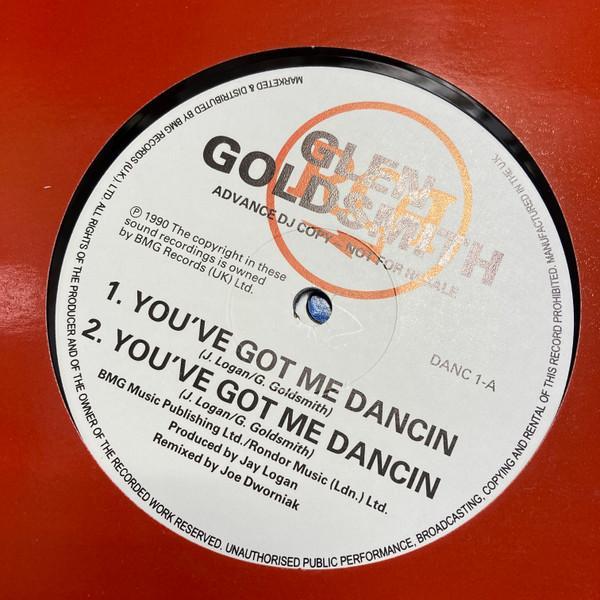 GLEN
GOLDSMITH
ADVANCE DJ COPY - NOT FOR RESALE
℗ 1990 The copyright in these
sound recordings is owned
by BMG Records (UK) Ltd.
DANC 1-A
1. YOU'VE GOT ME DANCIN
(J. Logan/G. Goldsmith)
2. YOU'VE GOT ME DANCIN
(J. Logan/G. Goldsmith)
BMG Music Publishing Ltd./Rondor Music (Ldn.) Ltd.
Produced by Jay Logan
Remixed by Joe Dworniak
MARKETED & DISTRIBUTED BY BMG RECORDS (U.K.) LTD. ALL RIGHTS OF THE PRODUCER AND OF THE OWNER OF THE RECORDED WORK RESERVED. UNAUTHORISED PUBLIC PERFORMANCE, BROADCASTING, COPYING AND RENTAL OF THIS RECORD PROHIBITED. MANUFACTURED IN THE UK